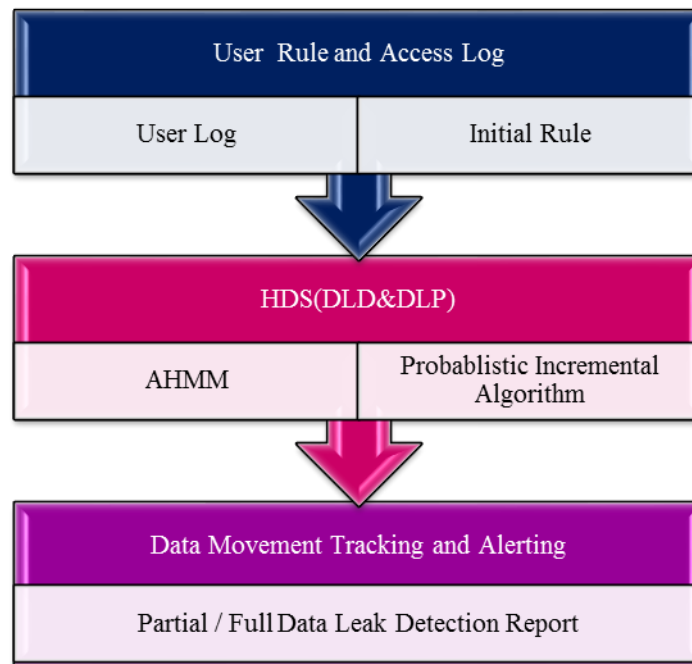 User Rule and Access Log
User Log
Initial Rule
HDS(DLD&DLP)
AHMM
Probablistic Incremental
Algorithm
Data Movement Tracking and Alerting
Partial / Full Data Leak Detection Report